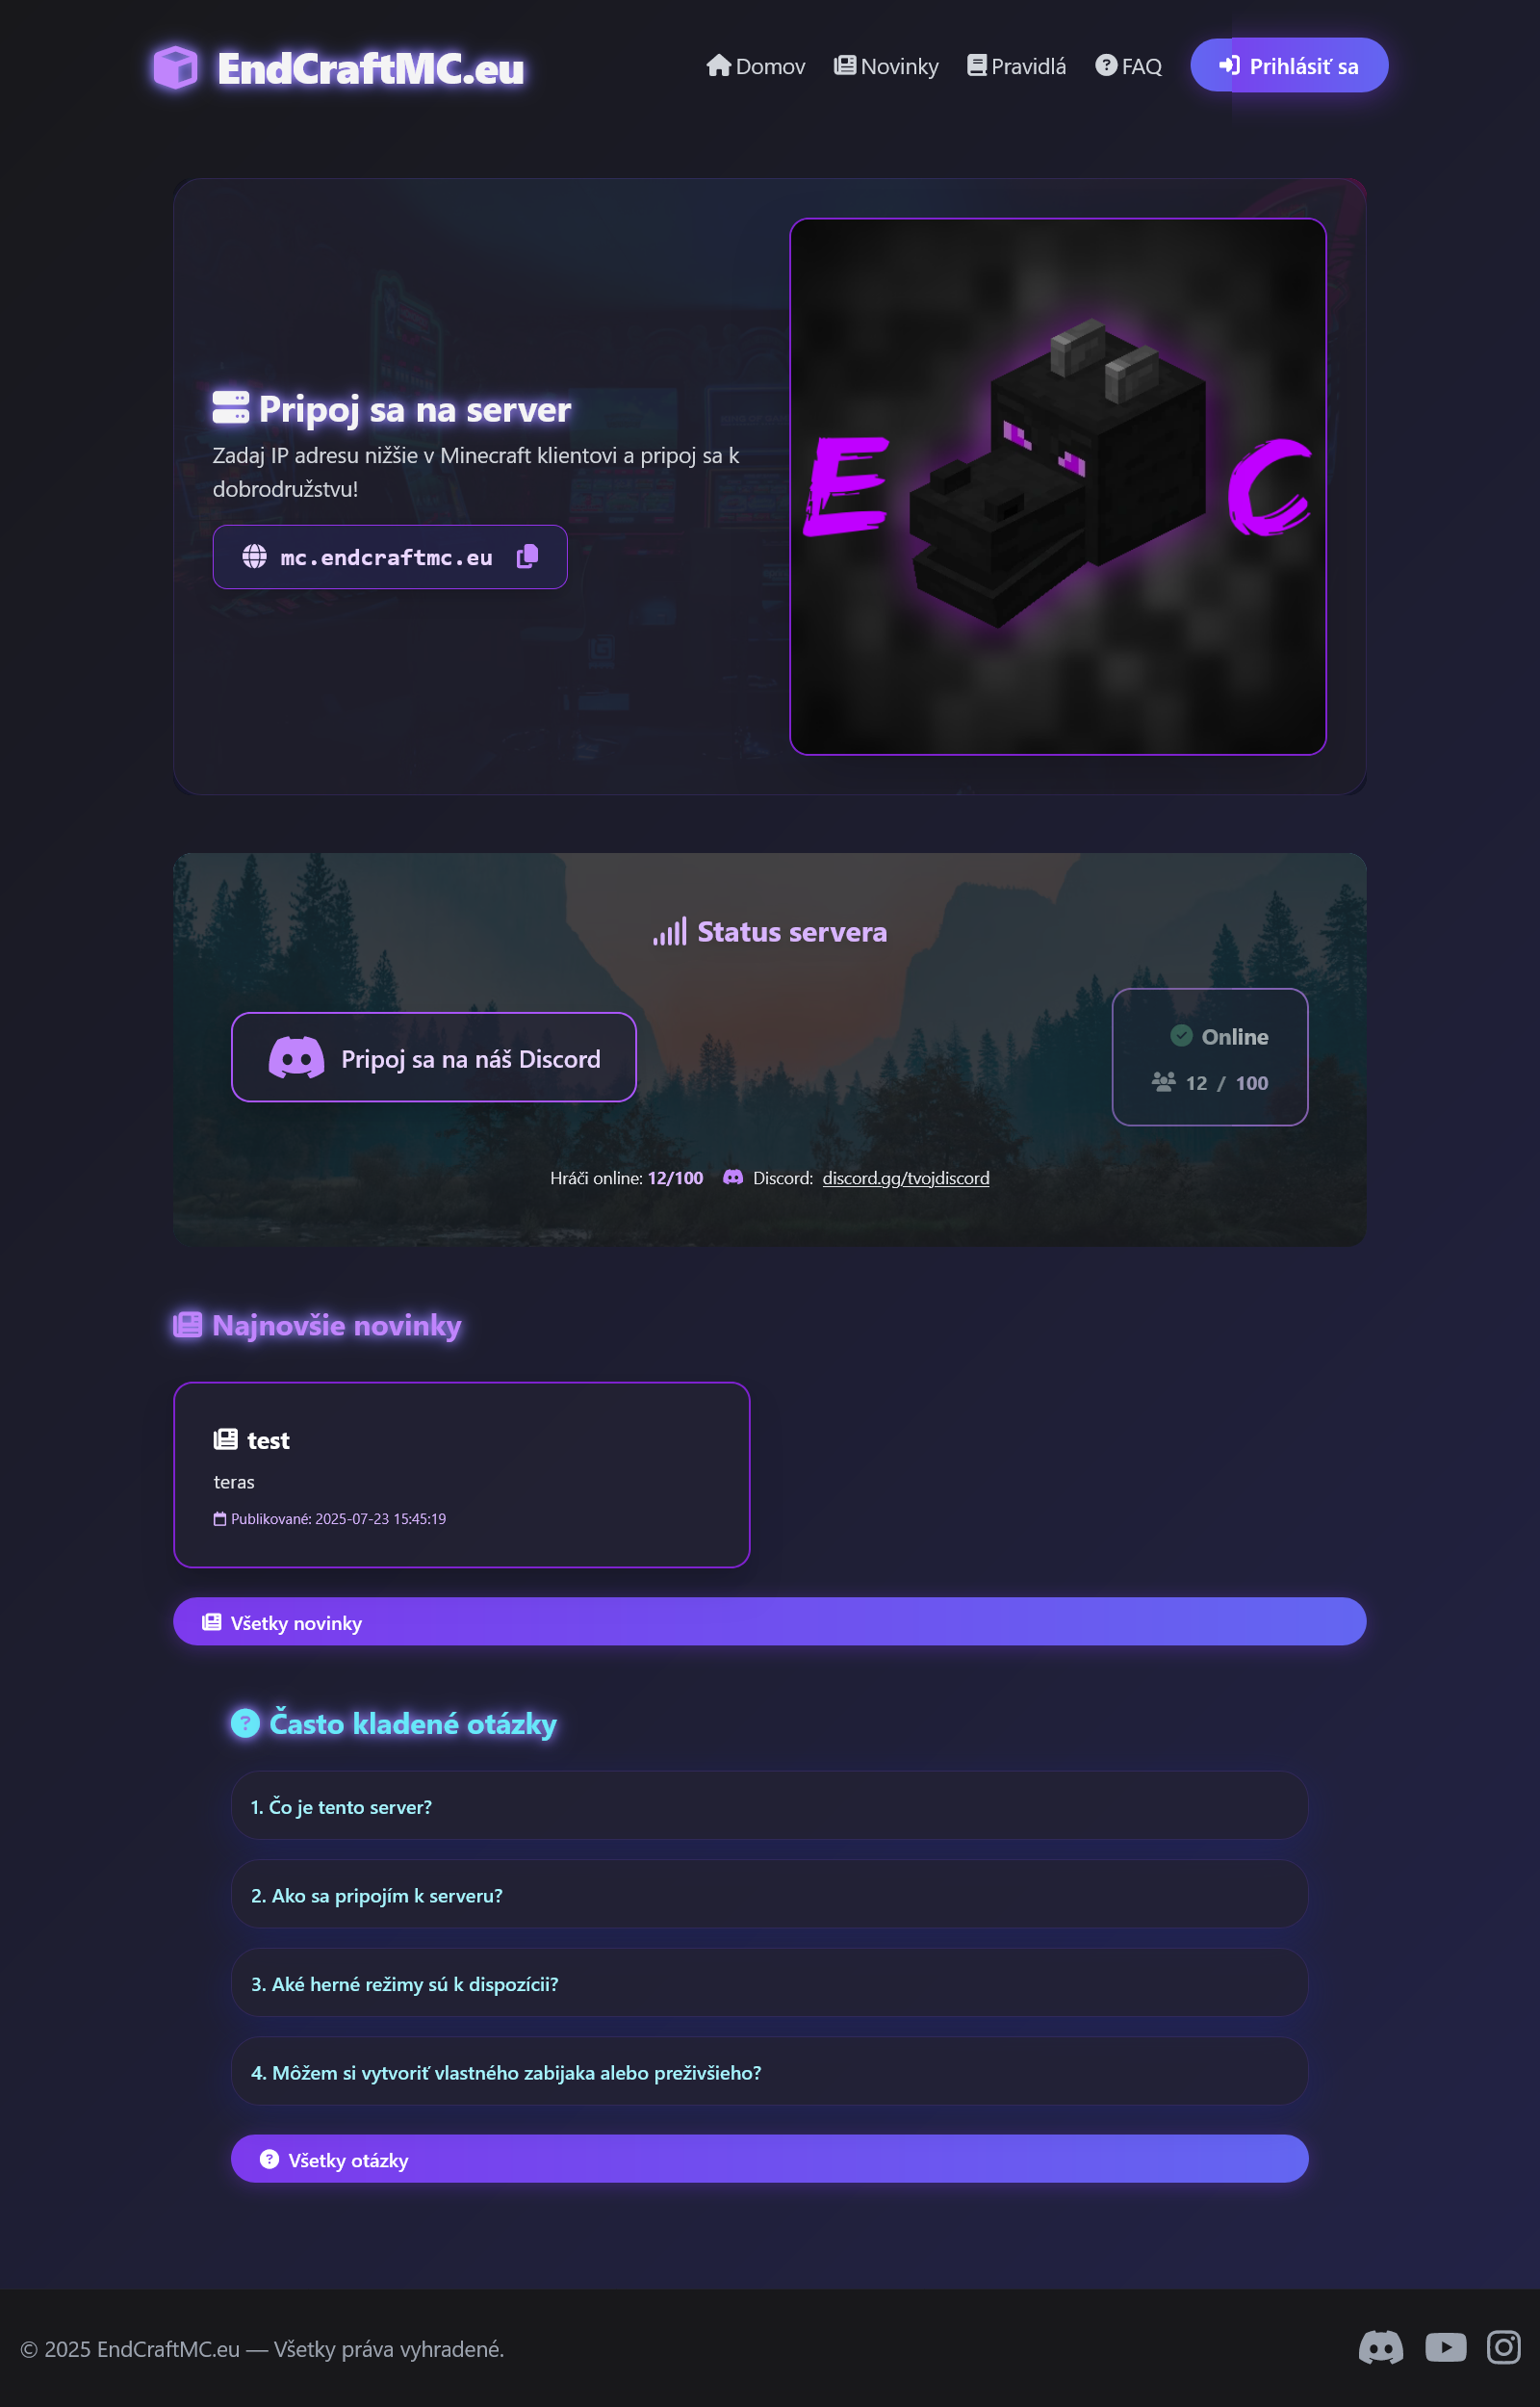 EndCraftMC.eu
Domov
Novinky
Pravidlá
FAQ
Prihlásiť sa
Pripoj sa na server
Zadaj IP adresu nižšie v Minecraft klientovi a pripoj sa k
dobrodružstvu!
mc.endcraftmc.eu
E C
Status servera
Pripoj sa na náš Discord
Online
12 / 100
Hráči online: 12/100 Discord: discord.gg/tvojdiscord
Najnovšie novinky
test
teras
Publikované: 2025-07-23 15:45:19
Všetky novinky
Často kladené otázky
1. Čo je tento server?
2. Ako sa pripojím k serveru?
3. Aké herné režimy sú k dispozícii?
4. Môžem si vytvoriť vlastného zabijaka alebo preživšieho?
Všetky otázky
© 2025 EndCraftMC.eu — Všetky práva vyhradené.